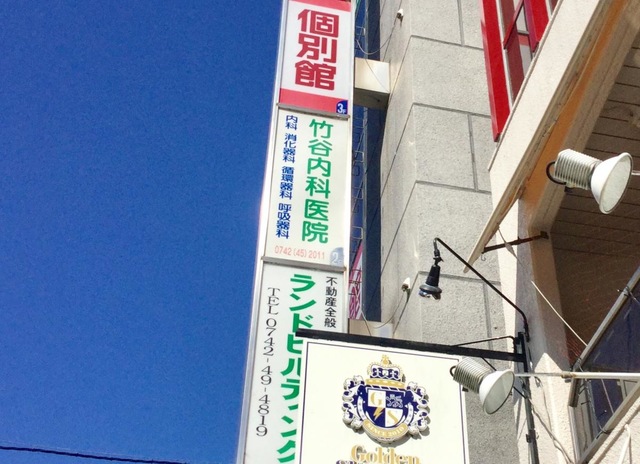 個別館
3F
竹谷内科医院
内科 消化器科 循環器科 呼吸器科
0742（45）2011
2F
不動産全般
ランドビルディング
TEL 0742-49-4819
G S
Golden